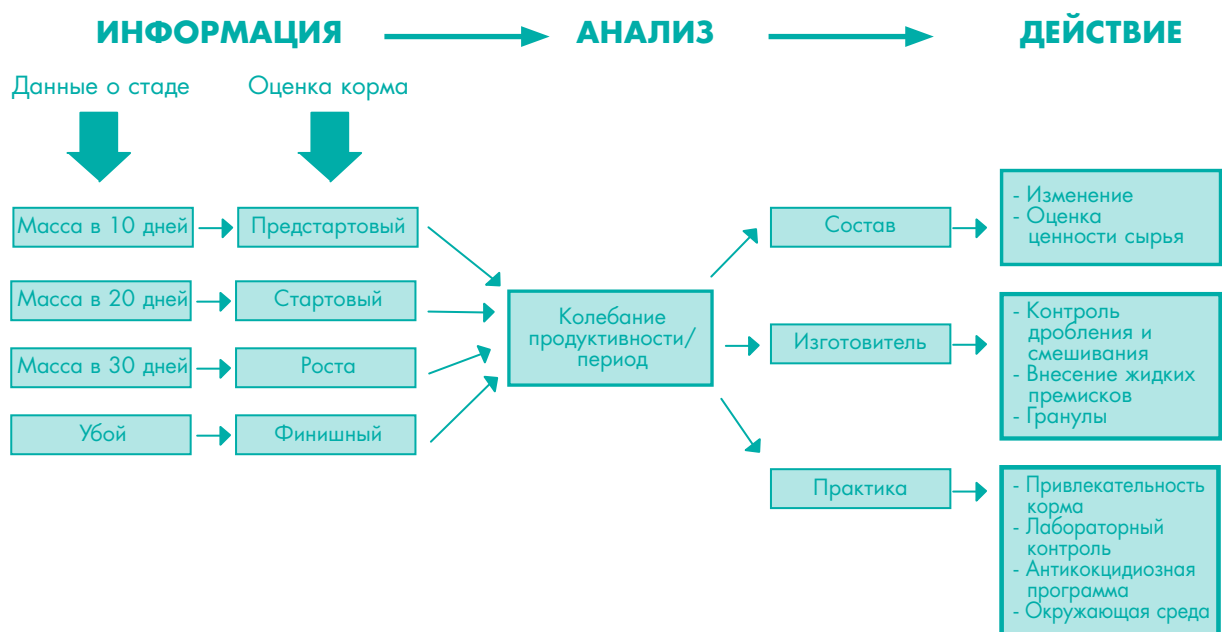 ИНФОРМАЦИЯ
АНАЛИЗ
ДЕЙСТВИЕ
Данные о стаде
Оценка корма
Масса в 10 дней
Предстартовый
Масса в 20 дней
Стартовый
Масса в 30 дней
Роста
Убой
Финишный
Колебание
продуктивности/
период
Состав
- Изменение
- Оценка
ценности сырья
Изготовитель
- Контроль
дробления и
смешивания
- Внесение жидких
премисков
- Гранулы
Практика
- Привлекательность
корма
- Лабораторный
контроль
- Антикокцидиозная
программа
- Окружающая среда